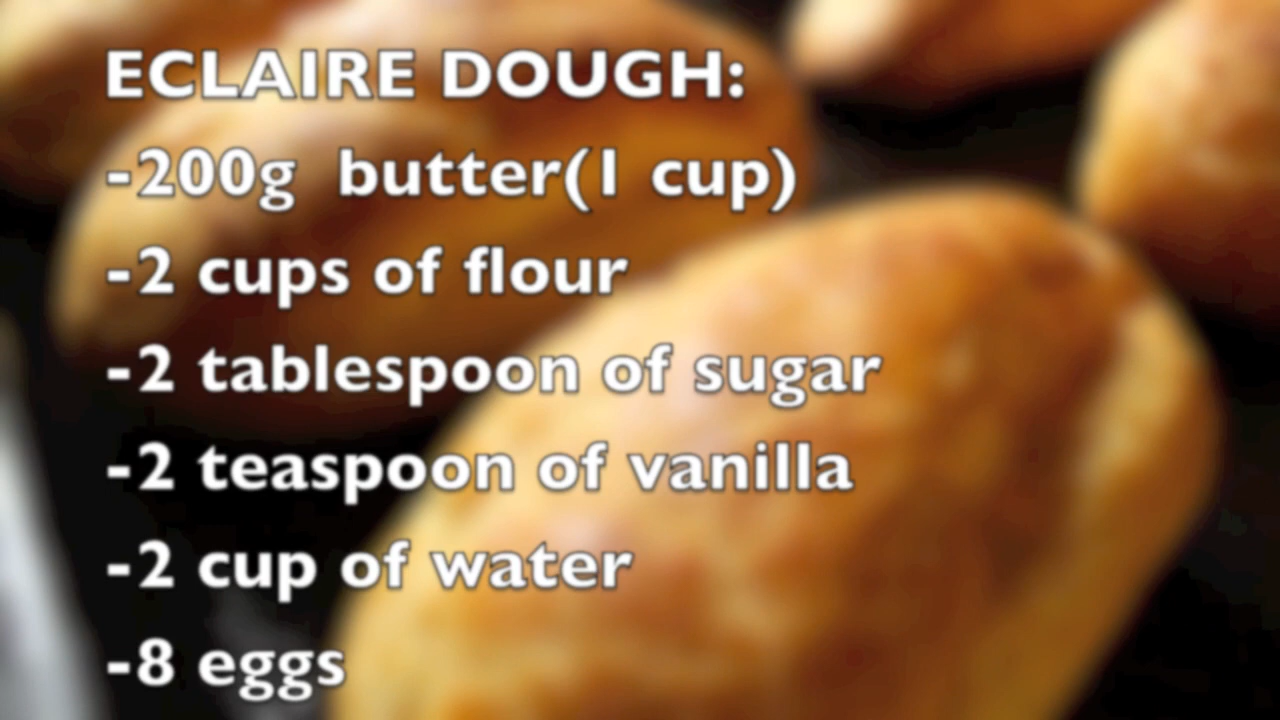 ECLAIRE DOUGH:
-200g butter(1 cup)
-2 cups of flour
-2 tablespoon of sugar
-2 teaspoon of vanilla
-2 cup of water
-8 eggs